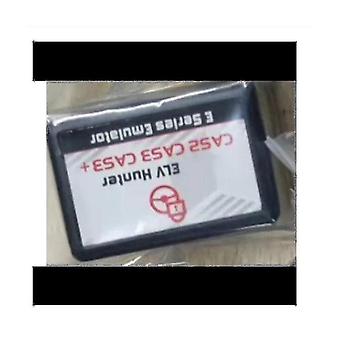 ELV Hunter
CAS2 CAS3 CAS3+
E Series Emulator